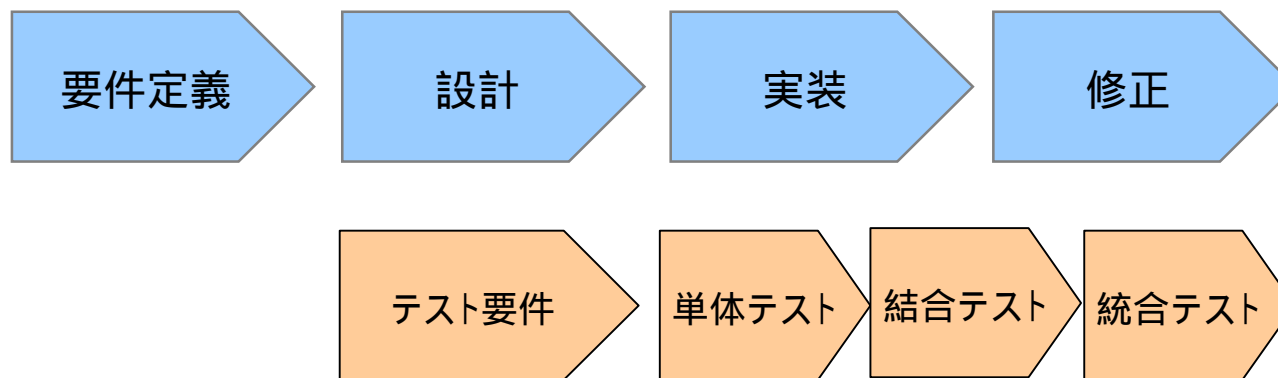 要件定義
設計
実装
修正
テスト要件
単体テスト
結合テスト
統合テスト